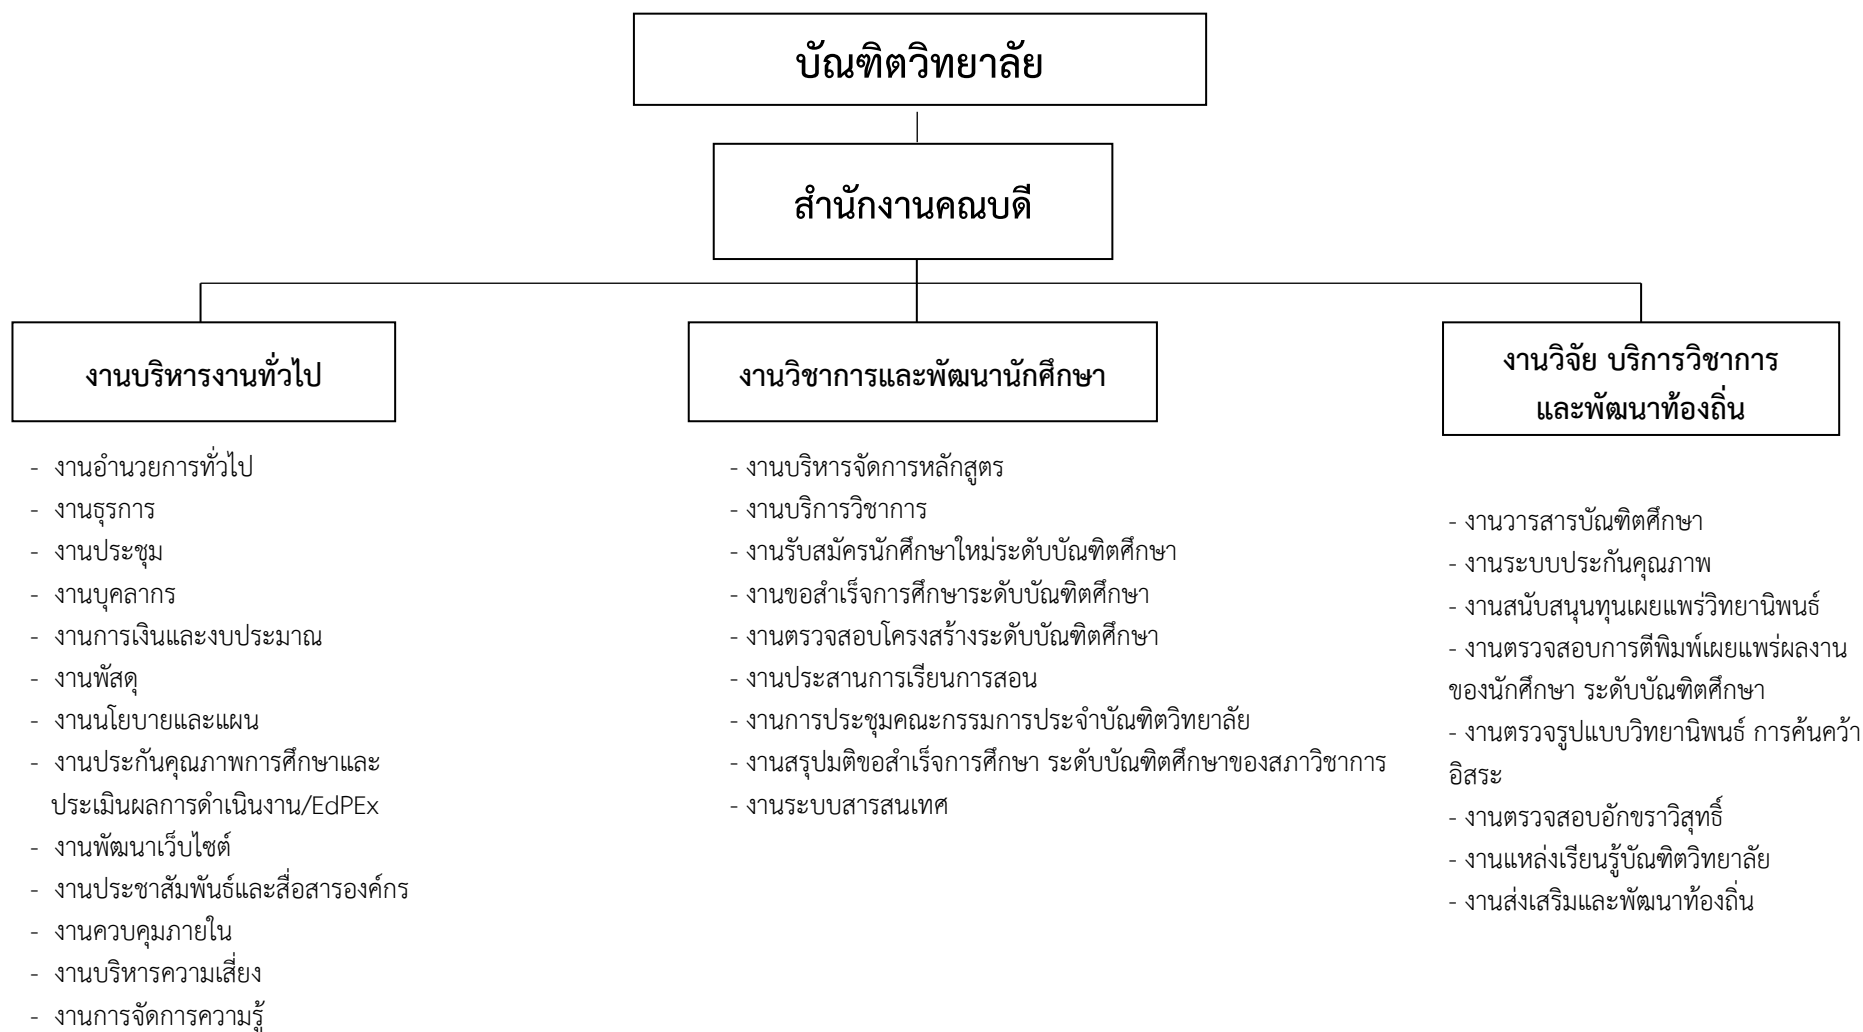 บัณฑิตวิทยาลัย
สำนักงานคณบดี
งานบริหารงานทั่วไป
- งานอำนวยการทั่วไป
- งานธุรการ
- งานประชุม
- งานบุคลากร
- งานการเงินและงบประมาณ
- งานพัสดุ
- งานนโยบายและแผน
- งานประกันคุณภาพการศึกษาและ
ประเมินผลการดำเนินงาน/EdPEx
- งานพัฒนาเว็บไซต์
- งานประชาสัมพันธ์และสื่อสารองค์กร
- งานควบคุมภายใน
- งานบริหารความเสี่ยง
- งานการจัดการความรู้
งานวิชาการและพัฒนานักศึกษา
- งานบริหารจัดการหลักสูตร
- งานบริการวิชาการ
- งานรับสมัครนักศึกษาใหม่ระดับบัณฑิตศึกษา
- งานขอสำเร็จการศึกษาระดับบัณฑิตศึกษา
- งานตรวจสอบโครงสร้างระดับบัณฑิตศึกษา
- งานประสานการเรียนการสอน
- งานการประชุมคณะกรรมการประจำบัณฑิตวิทยาลัย
- งานสรุปมติขอสำเร็จการศึกษา ระดับบัณฑิตศึกษาของสภาวิชาการ
- งานระบบสารสนเทศ
งานวิจัย บริการวิชาการ
และพัฒนาท้องถิ่น
- งานวารสารบัณฑิตศึกษา
- งานระบบประกันคุณภาพ
- งานสนับสนุนทุนเผยแพร่วิทยานิพนธ์
- งานตรวจสอบการตีพิมพ์เผยแพร่ผลงาน
ของนักศึกษา ระดับบัณฑิตศึกษา
- งานตรวจรูปแบบวิทยานิพนธ์ การค้นคว้า
อิสระ
- งานตรวจสอบอักขราวิสุทธิ์
- งานแหล่งเรียนรู้บัณฑิตวิทยาลัย
- งานส่งเสริมและพัฒนาท้องถิ่น